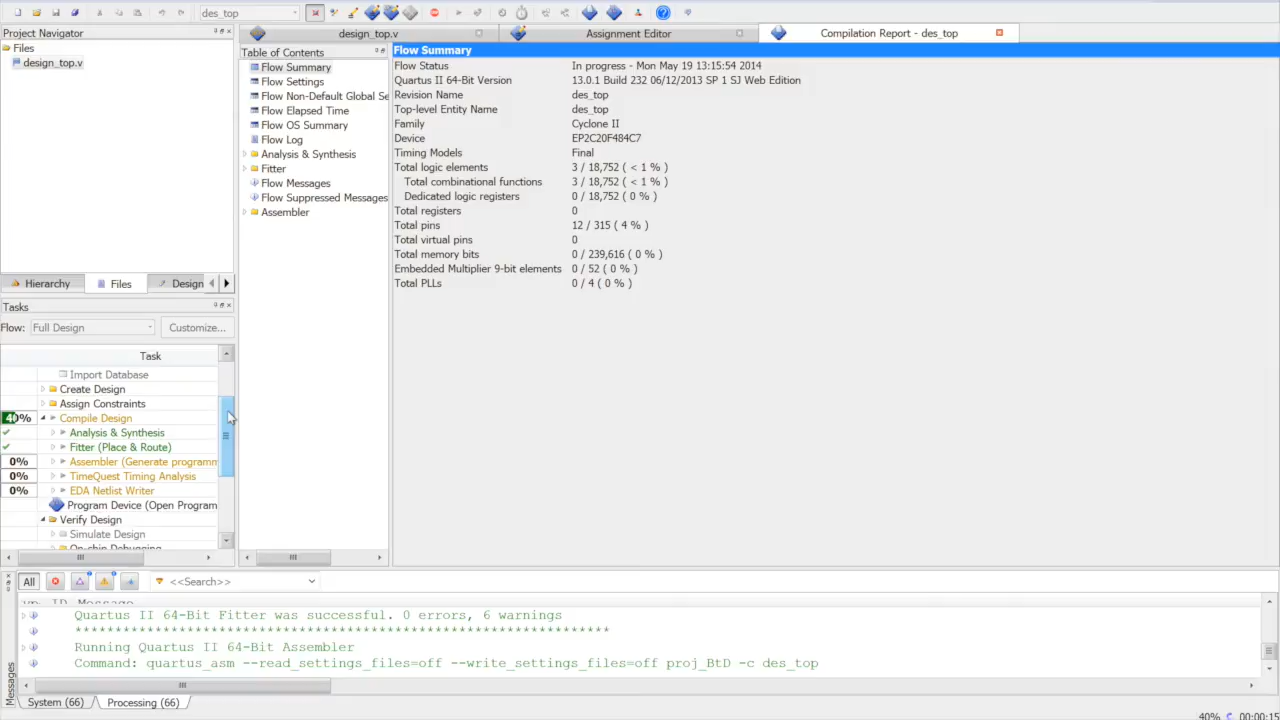 des_top
Project Navigator
design_top.v
Assignment Editor
Compilation Report - des_top
Files
design_top.v
Table of Contents
Flow Summary
Flow Settings
Flow Non-Default Global Se
Flow Elapsed Time
Flow OS Summary
Flow Log
Analysis & Synthesis
Fitter
Flow Messages
Flow Suppressed Messages
Assembler
Flow Summary
Flow Status In progress - Mon May 19 13:15:54 2014
Quartus II 64-Bit Version 13.0.1 Build 232 06/12/2013 SP 1 SJ Web Edition
Revision Name des_top
Top-level Entity Name des_top
Family Cyclone II
Device EP2C20F484C7
Timing Models Final
Total logic elements 3 / 18,752 ( < 1 % )
Total combinational functions 3 / 18,752 ( < 1 % )
Dedicated logic registers 0 / 18,752 ( 0 % )
Total registers 0
Total pins 12 / 315 ( 4 % )
Total virtual pins 0
Total memory bits 0 / 239,616 ( 0 % )
Embedded Multiplier 9-bit elements 0 / 52 ( 0 % )
Total PLLs 0 / 4 ( 0 % )
Hierarchy Files Design
Tasks
Flow: Full Design Customize...
Task
Import Database
Create Design
Assign Constraints
40% Compile Design
Analysis & Synthesis
Fitter (Place & Route)
0% Assembler (Generate programm
0% TimeQuest Timing Analysis
0% EDA Netlist Writer
Program Device (Open Program
Verify Design
Simulate Design
On-chip Debugging
All <<Search>>
ID Message
Quartus II 64-Bit Fitter was successful. 0 errors, 6 warnings
*******************************************************************
Running Quartus II 64-Bit Assembler
Command: quartus_asm --read_settings_files=off --write_settings_files=off proj_BtD -c des_top
Messages
System (66) Processing (66)
40% 00:00:15